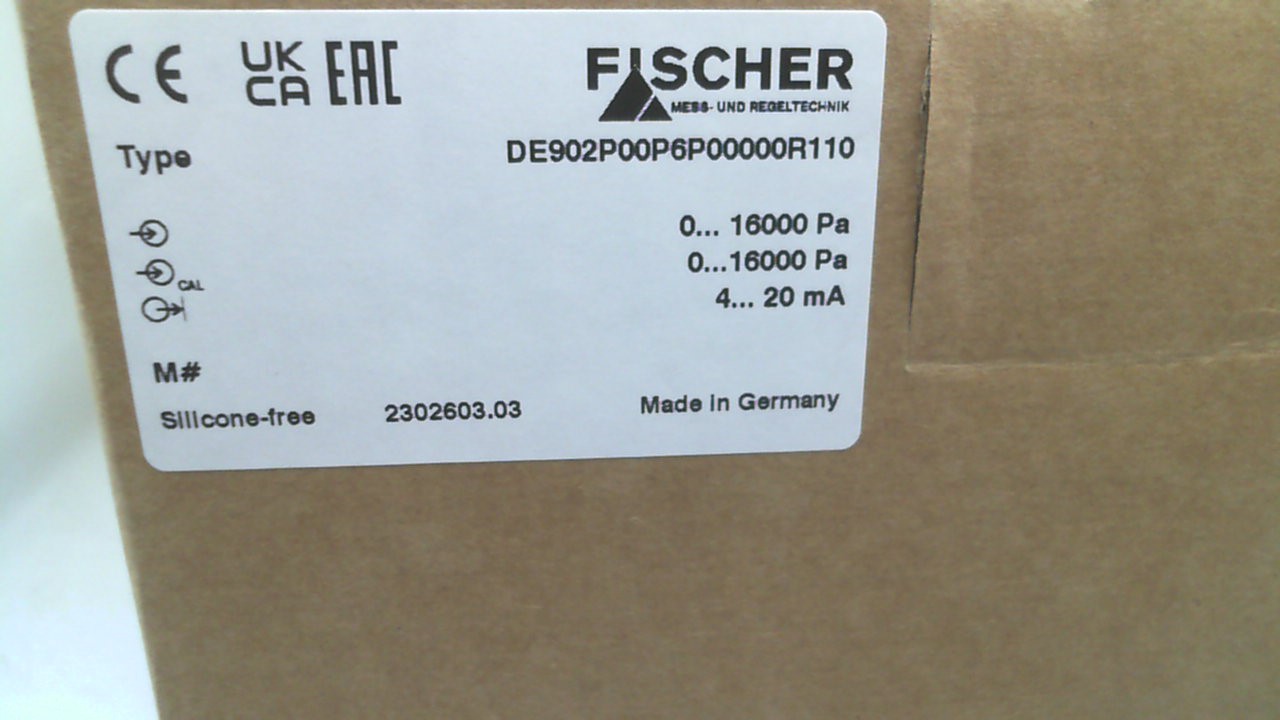 CE UK CA EAC
FISCHER
MESS- UND REGELTECHNIK
Type DE902P00P6P00000R110
0... 16000 Pa
CAL 0...16000 Pa
4... 20 mA
M#
Silicone-free 2302603.03 Made in Germany